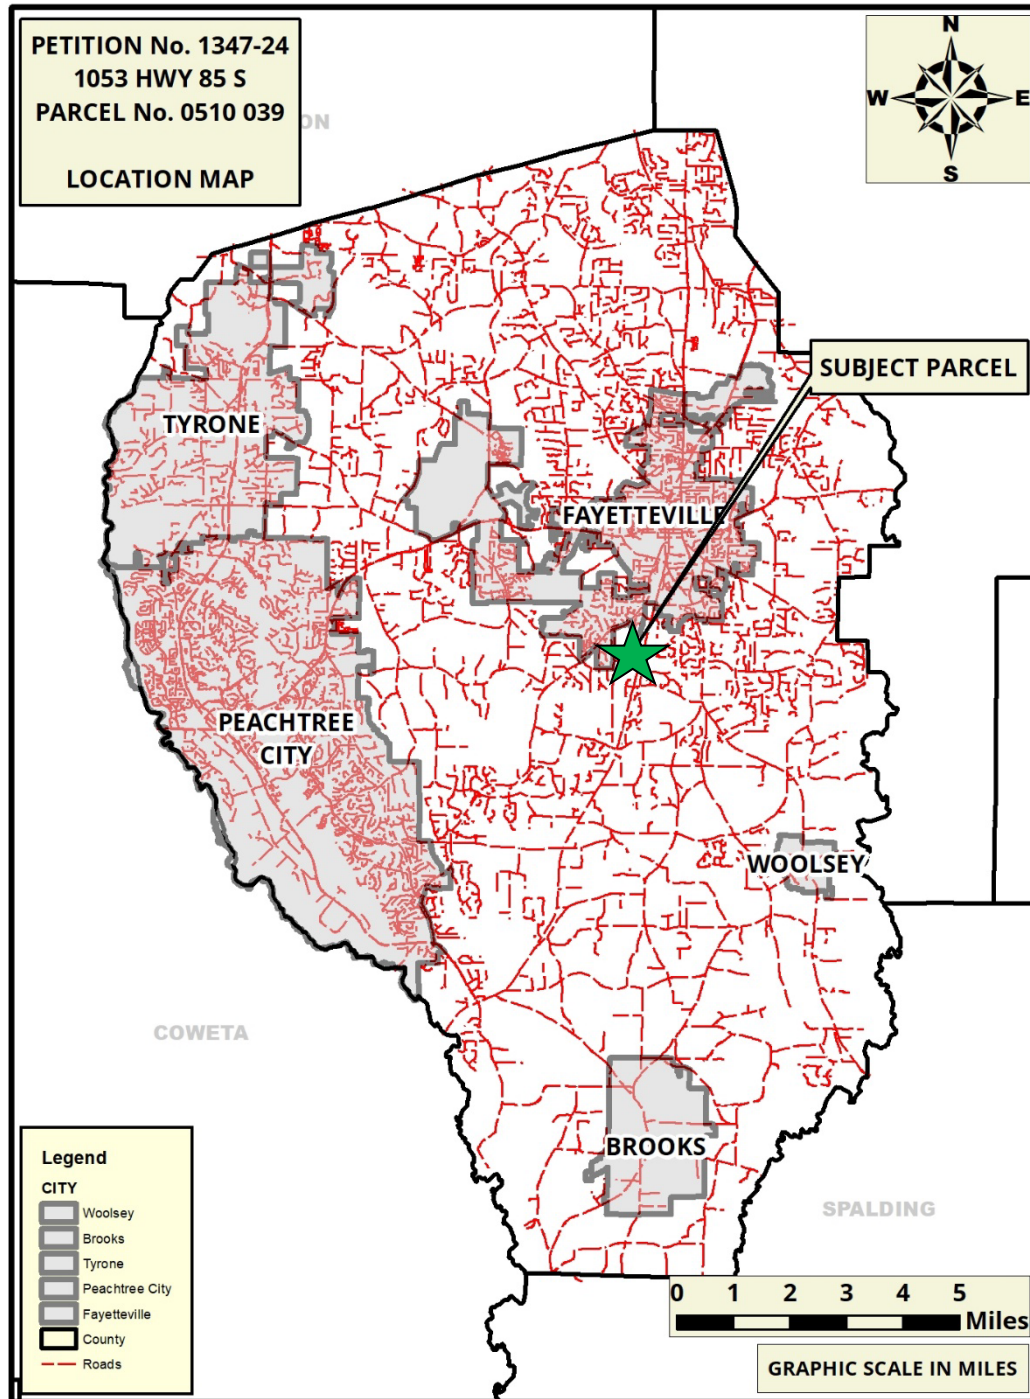 PETITION No. 1347-24
1053 HWY 85 S
PARCEL No. 0510 039
LOCATION MAP
ON
N
W
E
S
SUBJECT PARCEL
TYRONE
FAYETTEVILLE
PEACHTREE
CITY
WOOLSEY
COWETA
BROOKS
SPALDING
Legend
CITY
Woolsey
Brooks
Tyrone
Peachtree City
Fayetteville
County
Roads
0 1 2 3 4 5
Miles
GRAPHIC SCALE IN MILES